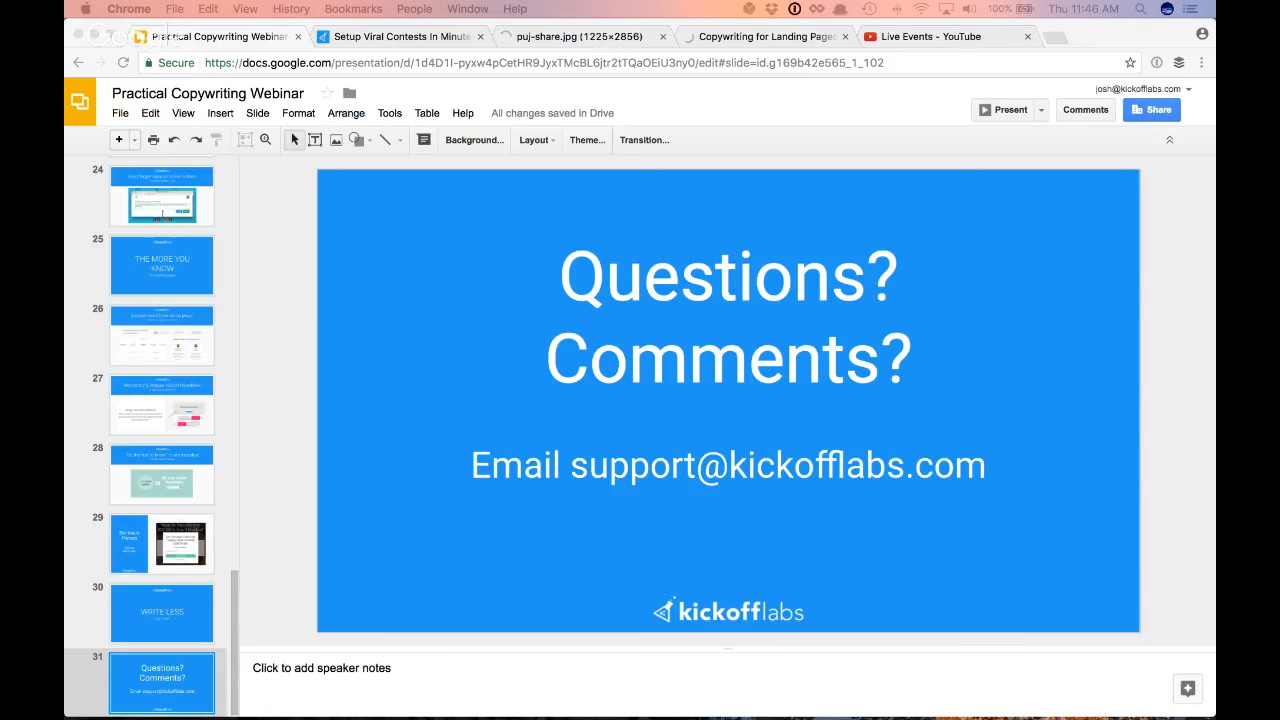 Chrome File Edit View History Bookmarks People Window Help 100% Thu 11:46 AM
Practical Copywriting Webinar Setup Viral Contests In Minute puj-share.jpg (1225×2580) Copywriting for Landing Page Live Events - YouTube
Secure https://docs.google.com/presentation/d/1d4D1I-pyxw4pCetHR9JyxTMcBL6jtr2tTQaOEiU3ny0/edit#slide=id.g169b42e565_1_102
Practical Copywriting Webinar
josh@kickofflabs.com
File Edit View Insert Slide Format Arrange Tools Table Help All changes saved in Drive
Present Comments Share
Background... Layout Theme... Transition...
24
25
THE MORE YOU
KNOW
26
27
28
29
30
WRITE LESS
31
Questions?
Comments?
Email support@kickofflabs.com
Questions?
Comments?
Email support@kickofflabs.com
kickofflabs
Click to add speaker notes